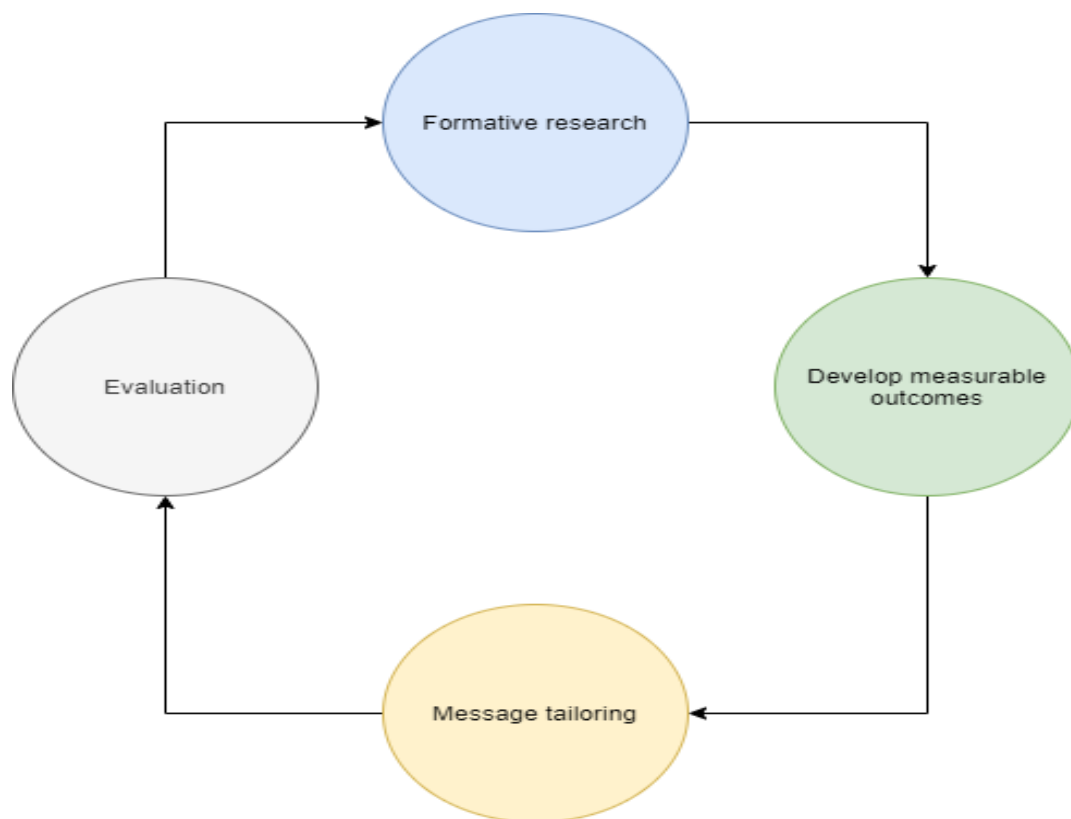 Formative research
Evaluation
Develop measurable
outcomes
Message tailoring